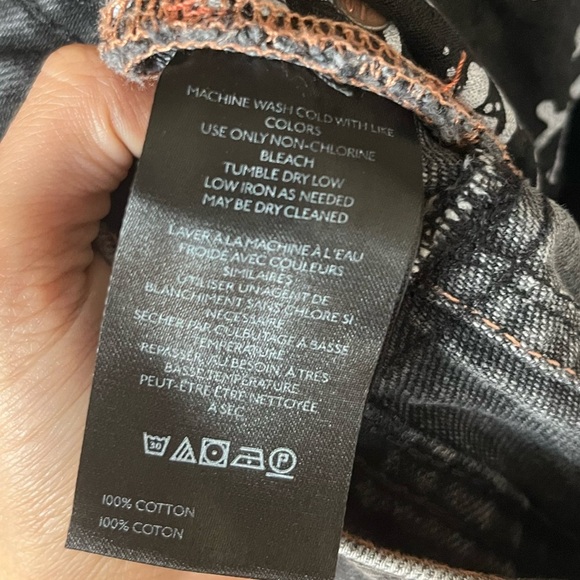 MACHINE WASH COLD WITH LIKE
COLORS
USE ONLY NON-CHLORINE
BLEACH
TUMBLE DRY LOW
LOW IRON AS NEEDED
MAY BE DRY CLEANED
LAVER À LA MACHINE À L'EAU
FROIDE AVEC COULEURS
SIMILAIRES
UTILISER UN AGENT DE
BLANCHIMENT SANS CHLORE SI
NÉCESSAIRE
SÉCHER PAR CULBUTAGE À BASSE
TEMPÉRATURE
REPASSER, AU BESOIN, À TRÈS
BASSE TEMPÉRATURE
PEUT-ÊTRE ÊTRE NETTOYÉE
À SEC
30 P
100% COTTON
100% COTON